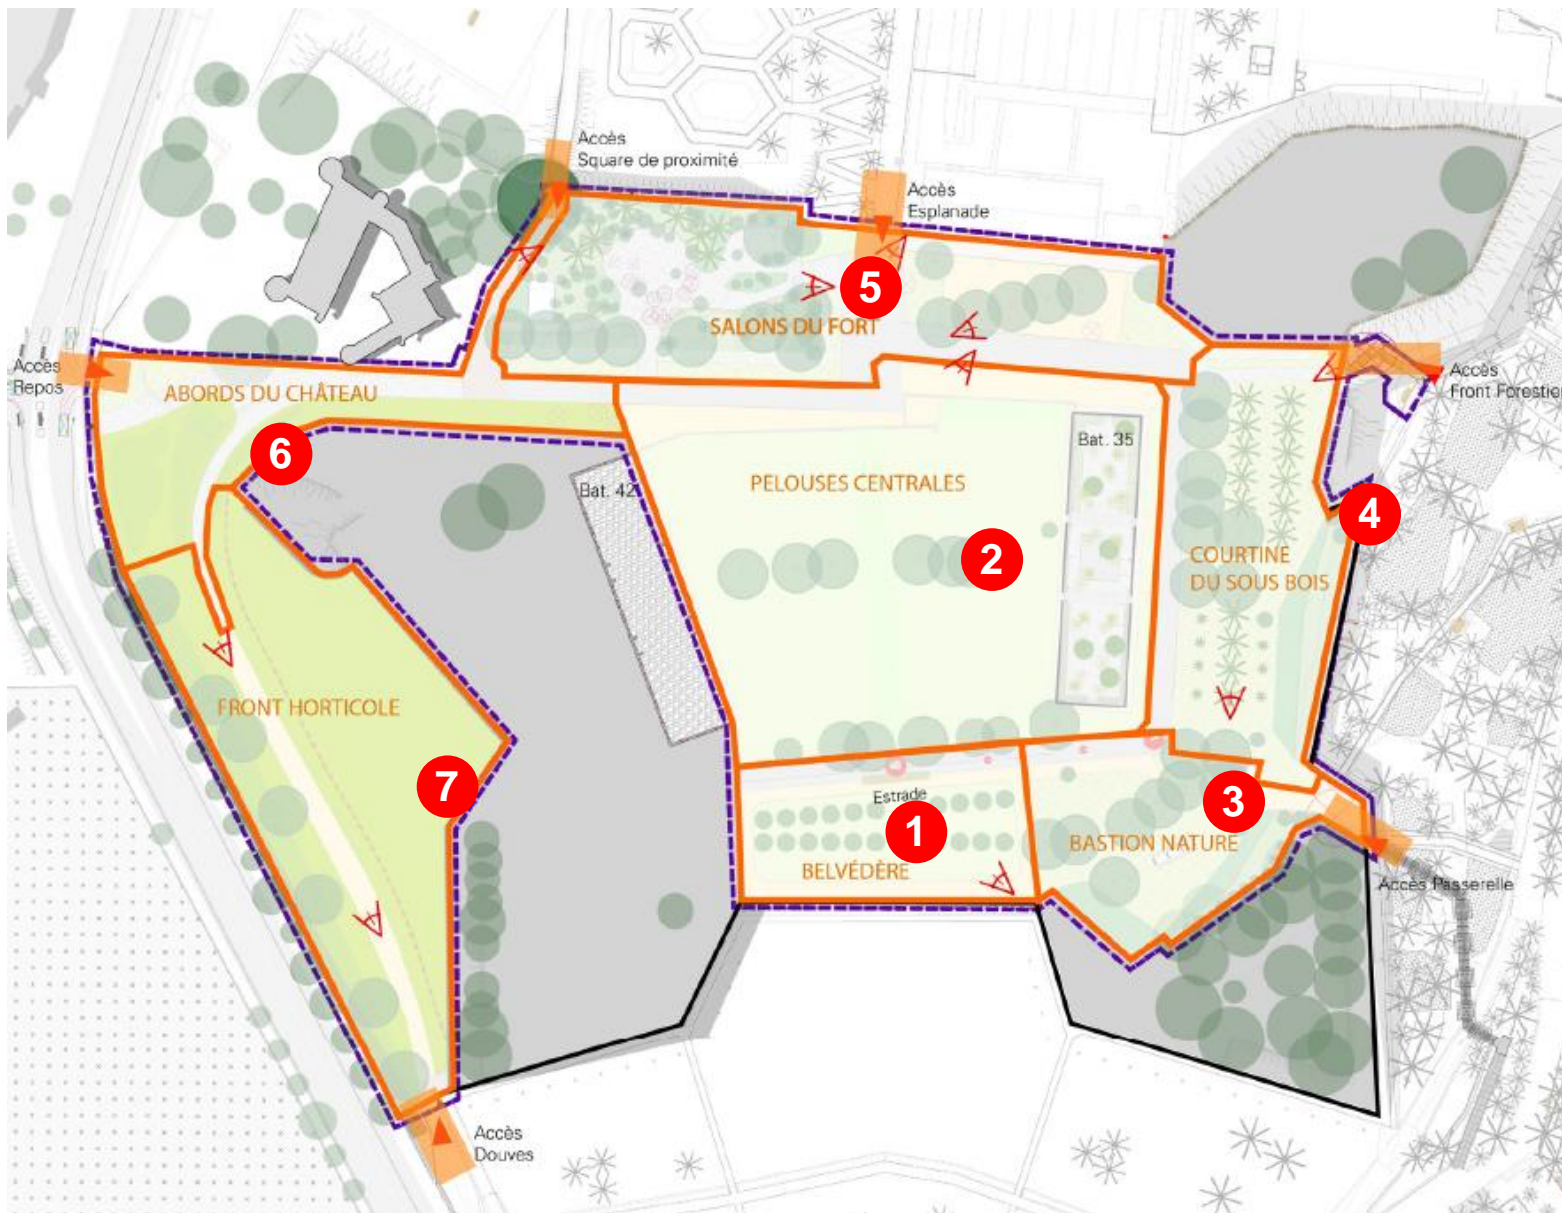 Accès
Square de proximité
Accès
Esplanade
5
SALONS DU FORT
Accès
Repos
ABORDS DU CHÂTEAU
Accès
Front Forestier
6
Bat. 42
Bat. 35
PELOUSES CENTRALES
4
2
COURTINE
DU SOUS BOIS
FRONT HORTICOLE
7
Estrade
1
3
BELVÉDÈRE
BASTION NATURE
Accès Passerelle
Accès
Douves